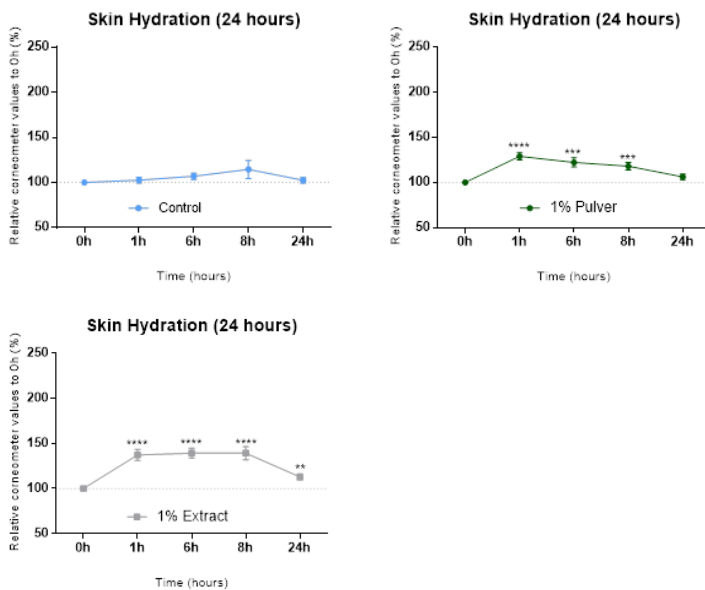 Skin Hydration (24 hours)
Relative corneometer values to 0h (%)
250
200
150
100
50
Control
0h 1h 6h 8h 24h
Time (hours)
Skin Hydration (24 hours)
Relative corneometer values to 0h (%)
250
200
150
100
50
**** *** ***
1% Pulver
0h 1h 6h 8h 24h
Time (hours)
Skin Hydration (24 hours)
Relative corneometer values to 0h (%)
250
200
150
100
50
**** **** **** **
1% Extract
0h 1h 6h 8h 24h
Time (hours)